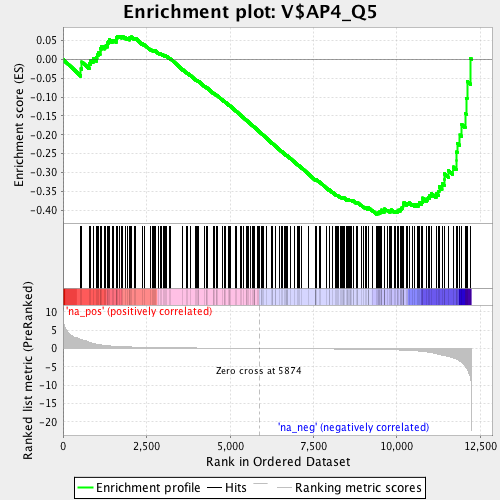 Enrichment plot: V$AP4_Q5
Enrichment score (ES)
0.05
0.00
-0.05
-0.10
-0.15
-0.20
-0.25
-0.30
-0.35
-0.40
'na_pos' (positively correlated)
Ranked list metric (PreRanked)
10
5
0
-5
-10
-15
-20
Zero cross at 5874
'na_neg' (negatively correlated)
0
2,500
5,000
7,500
10,000
12,500
Rank in Ordered Dataset
Enrichment profile
Hits
Ranking metric scores